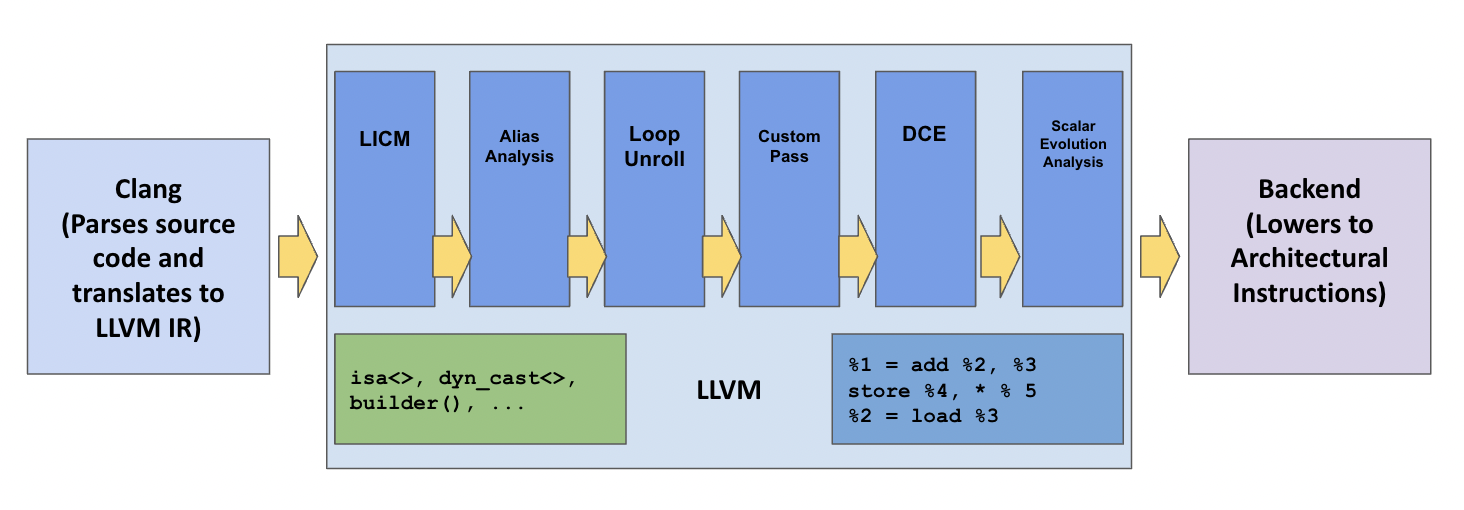 Clang
(Parses source
code and
translates to
LLVM IR)
LICM
Alias
Analysis
Loop
Unroll
Custom
Pass
DCE
Scalar
Evolution
Analysis
isa<>, dyn_cast<>,
builder(), ...
LLVM
%1 = add %2, %3
store %4, * % 5
%2 = load %3
Backend
(Lowers to
Architectural
Instructions)